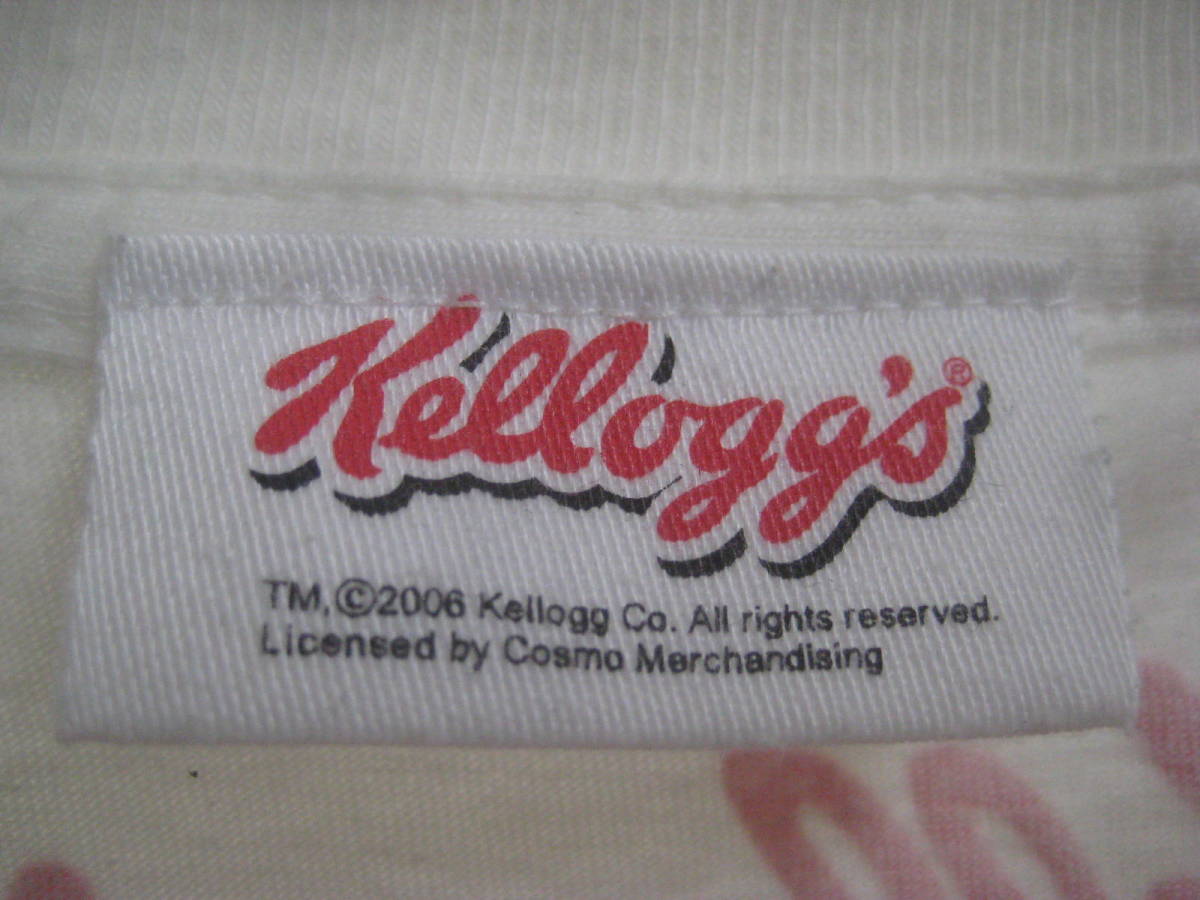 Kellogg's®
TM,©2006 Kellogg Co. All rights reserved.
Licensed by Cosmo Merchandising